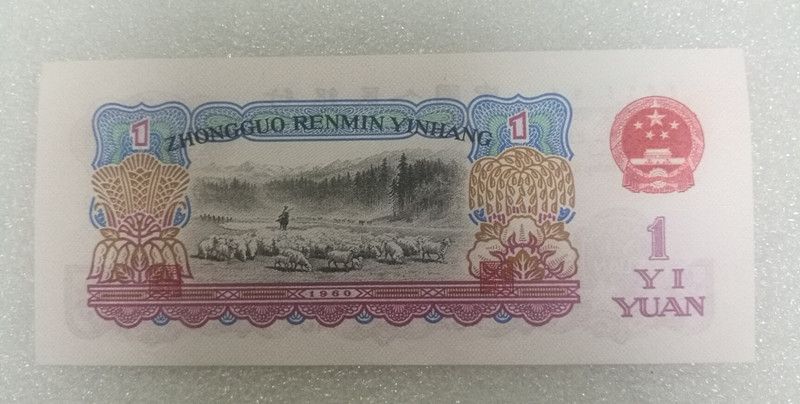 1
ZHONGGUO RENMIN YINHANG
1
1
YI
YUAN
1960